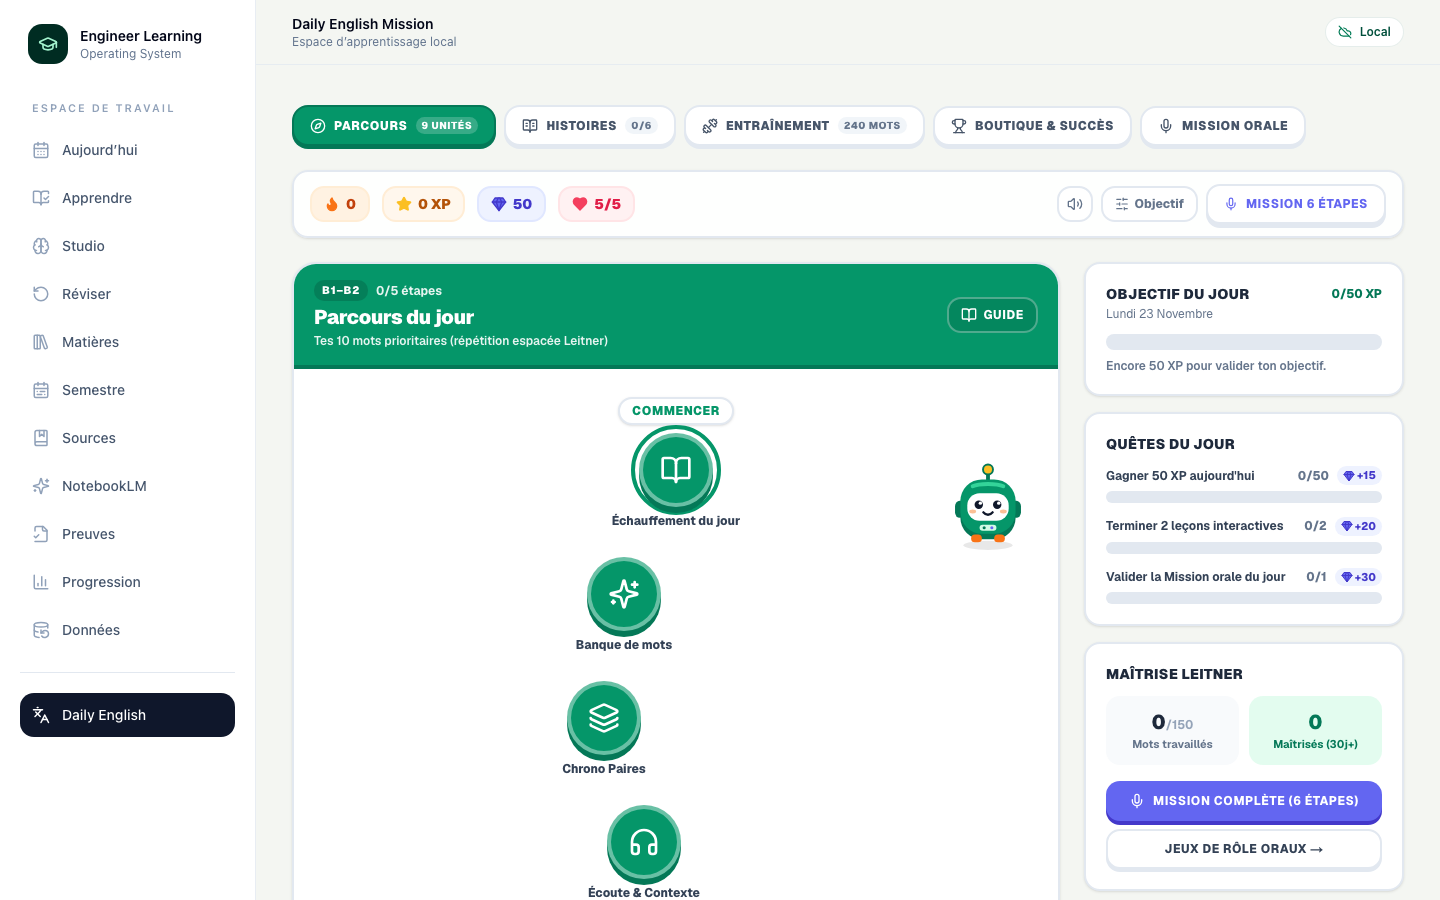 Engineer Learning
Operating System
ESPACE DE TRAVAIL
Aujourd’hui
Apprendre
Studio
Réviser
Matières
Semestre
Sources
NotebookLM
Preuves
Progression
Données
Daily English
Daily English Mission
Espace d’apprentissage local
Local
PARCOURS 9 UNITÉS
HISTOIRES 0/6
ENTRAÎNEMENT 240 MOTS
BOUTIQUE & SUCCÈS
MISSION ORALE
0
0 XP
50
5/5
Objectif
MISSION 6 ÉTAPES
B1–B2 0/5 étapes
Parcours du jour
Tes 10 mots prioritaires (répétition espacée Leitner)
GUIDE
COMMENCER
Échauffement du jour
Banque de mots
Chrono Paires
Écoute & Contexte
OBJECTIF DU JOUR 0/50 XP
Lundi 23 Novembre
Encore 50 XP pour valider ton objectif.
QUÊTES DU JOUR
Gagner 50 XP aujourd'hui 0/50 +15
Terminer 2 leçons interactives 0/2 +20
Valider la Mission orale du jour 0/1 +30
MAÎTRISE LEITNER
0/150
Mots travaillés
0
Maîtrisés (30j+)
MISSION COMPLÈTE (6 ÉTAPES)
JEUX DE RÔLE ORAUX →